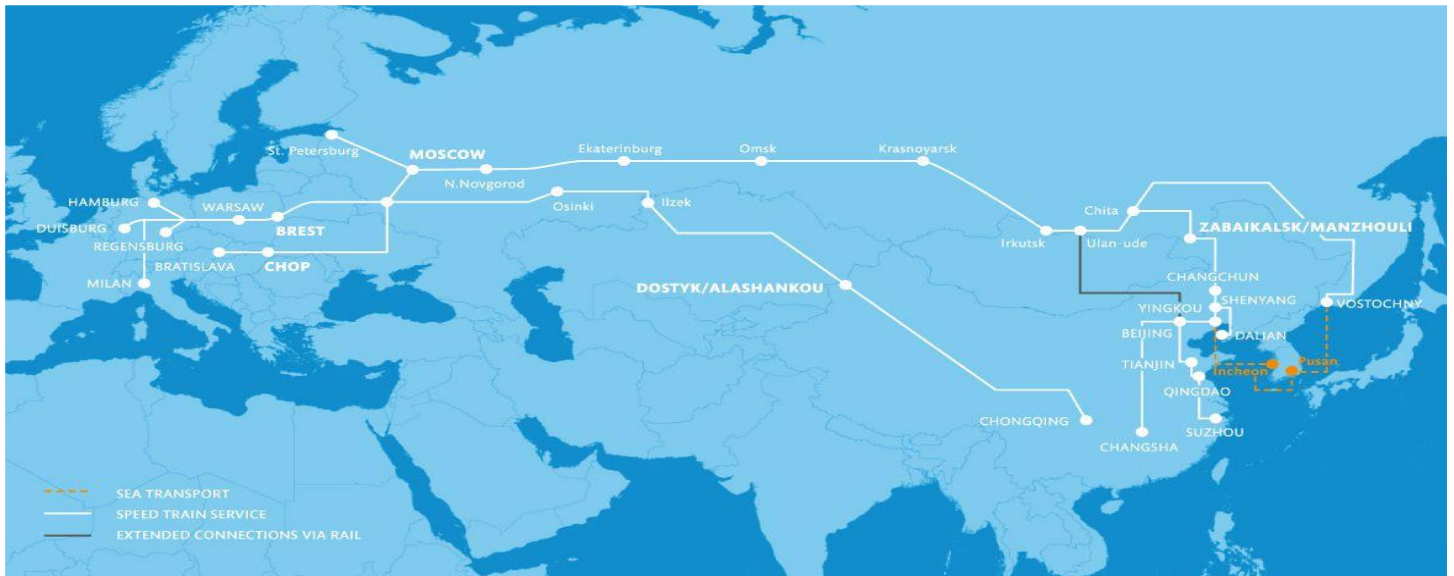 St. Petersburg
MOSCOW
N.Novgorod
Ekaterinburg
Omsk
Krasnoyarsk
HAMBURG
WARSAW
Osinki
Ilzek
Chita
DUISBURG
BREST
ZABAIKALSK/MANZHOULI
REGENSBURG
Irkutsk
Ulan-ude
BRATISLAVA
CHOP
MILAN
DOSTYK/ALASHANKOU
CHANGCHUN
SHENYANG
YINGKOU
VOSTOCHNY
BEIJING
DALIAN
TIANJIN
Incheon
Pusan
QINGDAO
CHONGQING
SUZHOU
CHANGSHA
SEA TRANSPORT
SPEED TRAIN SERVICE
EXTENDED CONNECTIONS VIA RAIL